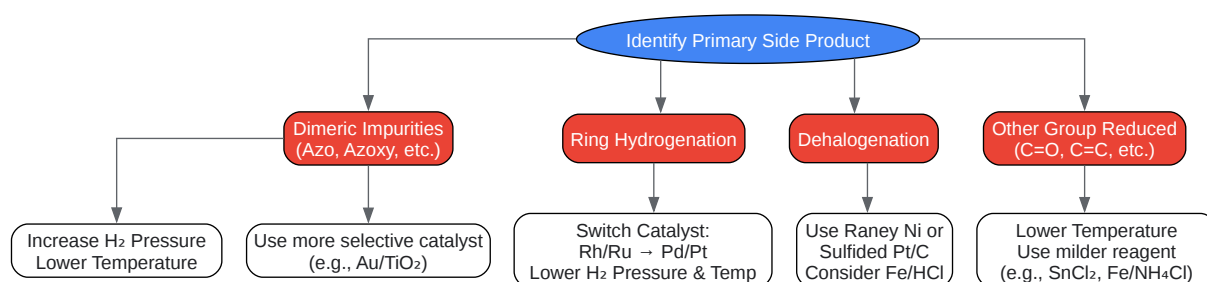 Identify Primary Side Product
Dimeric Impurities
(Azo, Azoxy, etc.)
Ring Hydrogenation
Dehalogenation
Other Group Reduced
(C=O, C=C, etc.)
Increase H₂ Pressure
Lower Temperature
Use more selective catalyst
(e.g., Au/TiO₂)
Switch Catalyst:
Rh/Ru → Pd/Pt
Lower H₂ Pressure & Temp
Use Raney Ni or
Sulfided Pt/C
Consider Fe/HCl
Lower Temperature
Use milder reagent
(e.g., SnCl₂, Fe/NH₄Cl)